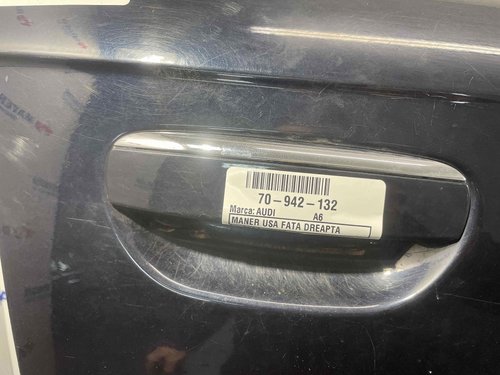 70-942-132
Marca: AUDI A6
MANER USA FATA DREAPTA